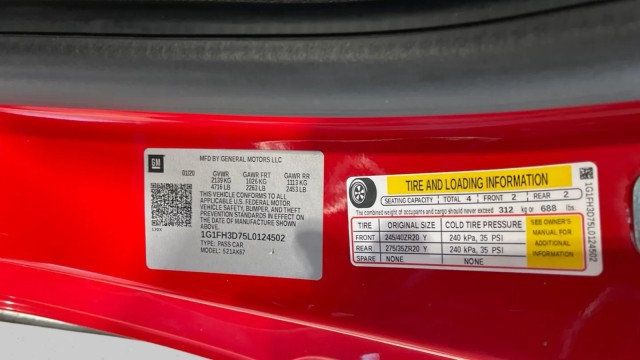 MFD BY GENERAL MOTORS LLC
GM
01/20 GVWR GAWR FRT GAWR RR
2139 KG 1026 KG 1113 KG
4716 LB 2263 LB 2453 LB
THIS VEHICLE CONFORMS TO ALL
APPLICABLE U.S. FEDERAL MOTOR
VEHICLE SAFETY, BUMPER, AND THEFT
PREVENTION STANDARDS IN EFFECT
ON THE DATE OF MANUFACTURE
SHOWN ABOVE.
1G1FH3D75L0124502
TYPE: PASS CAR
MODEL:
TIRE AND LOADING INFORMATION
SEATING CAPACITY TOTAL 4 FRONT 2 REAR 2
The combined weight of occupants and cargo should never exceed 312 kg or 688 lbs.
TIRE ORIGINAL SIZE COLD TIRE PRESSURE
FRONT 245/40ZR20 Y 240 kPa, 35 PSI
REAR 275/35ZR20 Y 240 kPa, 35 PSI
SPARE NONE NONE
SEE OWNER'S
MANUAL FOR
ADDITIONAL
INFORMATION
1G1FH3D75L0124502